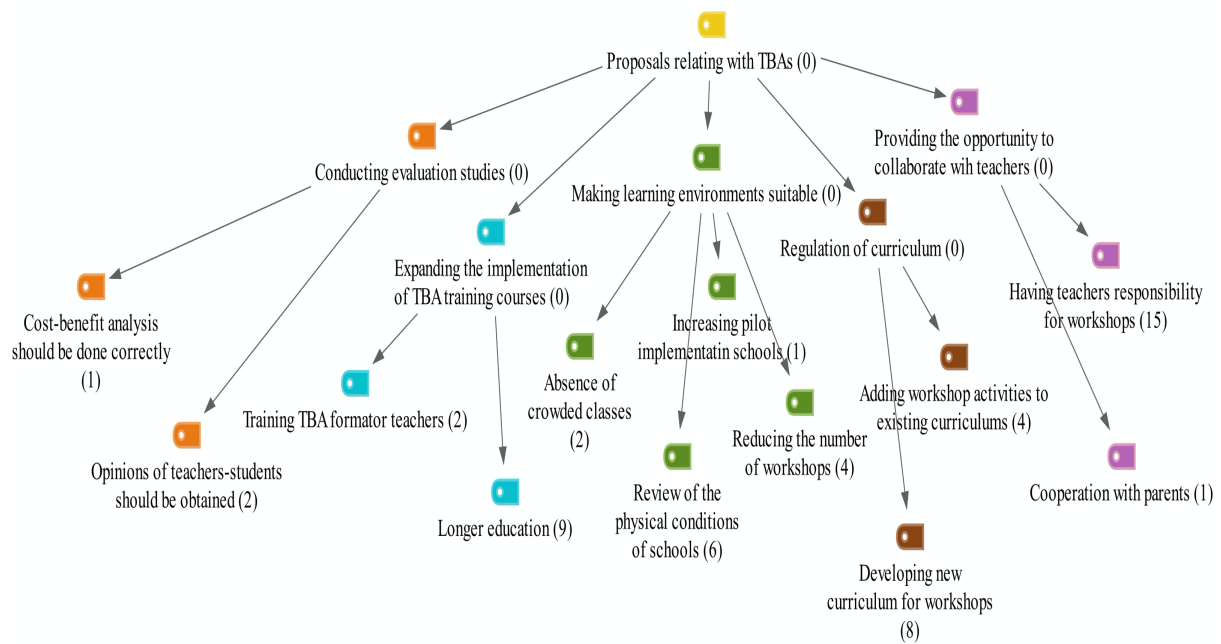 Proposals relating with TBAs (0)
Conducting evaluation studies (0)
Cost-benefit analysis
should be done correctly
(1)
Opinions of teachers-students
should be obtained (2)
Expanding the implementation
of TBA training courses (0)
Training TBA formator teachers (2)
Longer education (9)
Making learning environments suitable (0)
Absence of
crowded classes
(2)
Review of the
physical conditions
of schools (6)
Increasing pilot
implementatin schools (1)
Reducing the number
of workshops (4)
Regulation of curriculum (0)
Adding workshop activities to
existing curriculums (4)
Developing new
curriculum for workshops
(8)
Providing the opportunity to
collaborate wih teachers (0)
Having teachers responsibility
for workshops (15)
Cooperation with parents (1)